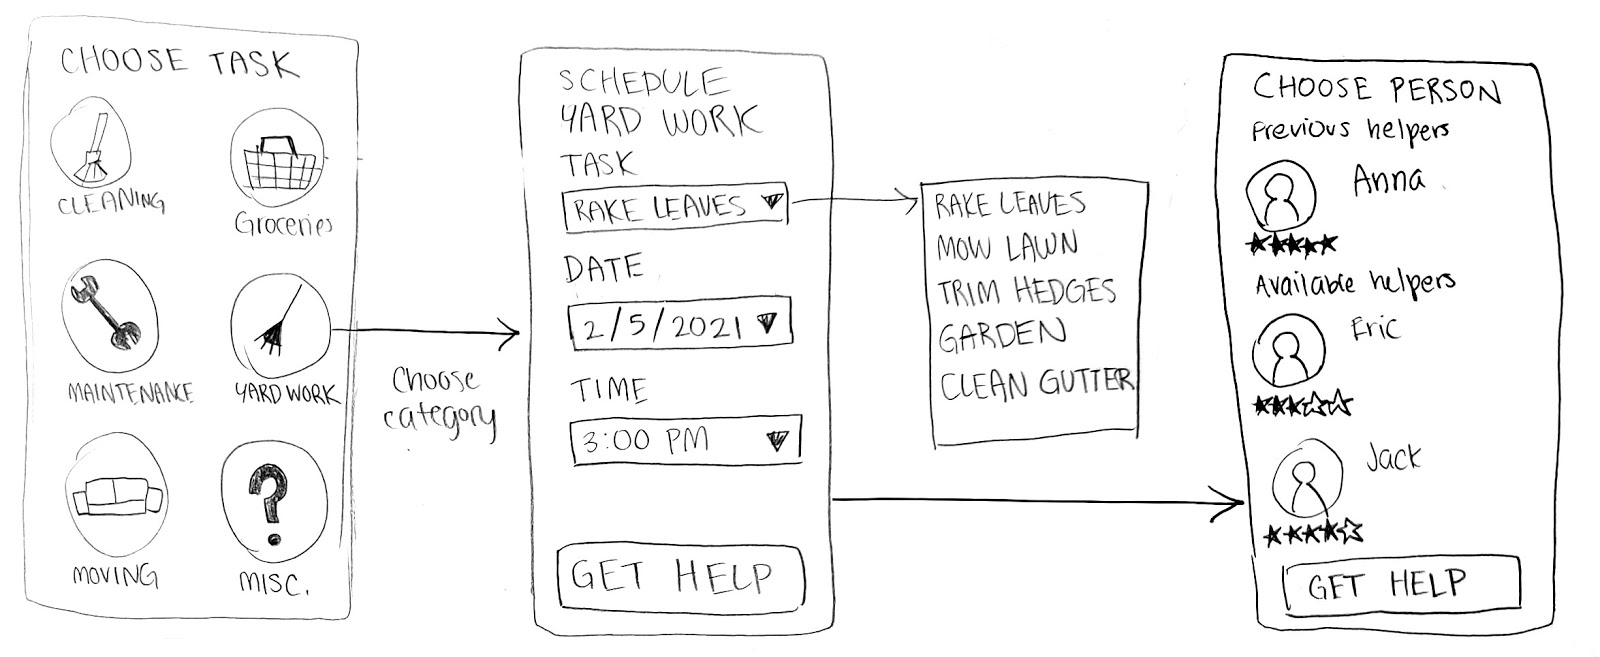 CHOOSE TASK
CLEANING
Groceries
MAINTENANCE
YARD WORK
MOVING
MISC.
Choose
category
SCHEDULE
YARD WORK
TASK
RAKE LEAVES
DATE
2/5/2021
TIME
3:00 PM
GET HELP
RAKE LEAVES
MOW LAWN
TRIM HEDGES
GARDEN
CLEAN GUTTER
CHOOSE PERSON
Previous helpers
Anna
Available helpers
Eric
Jack
GET HELP